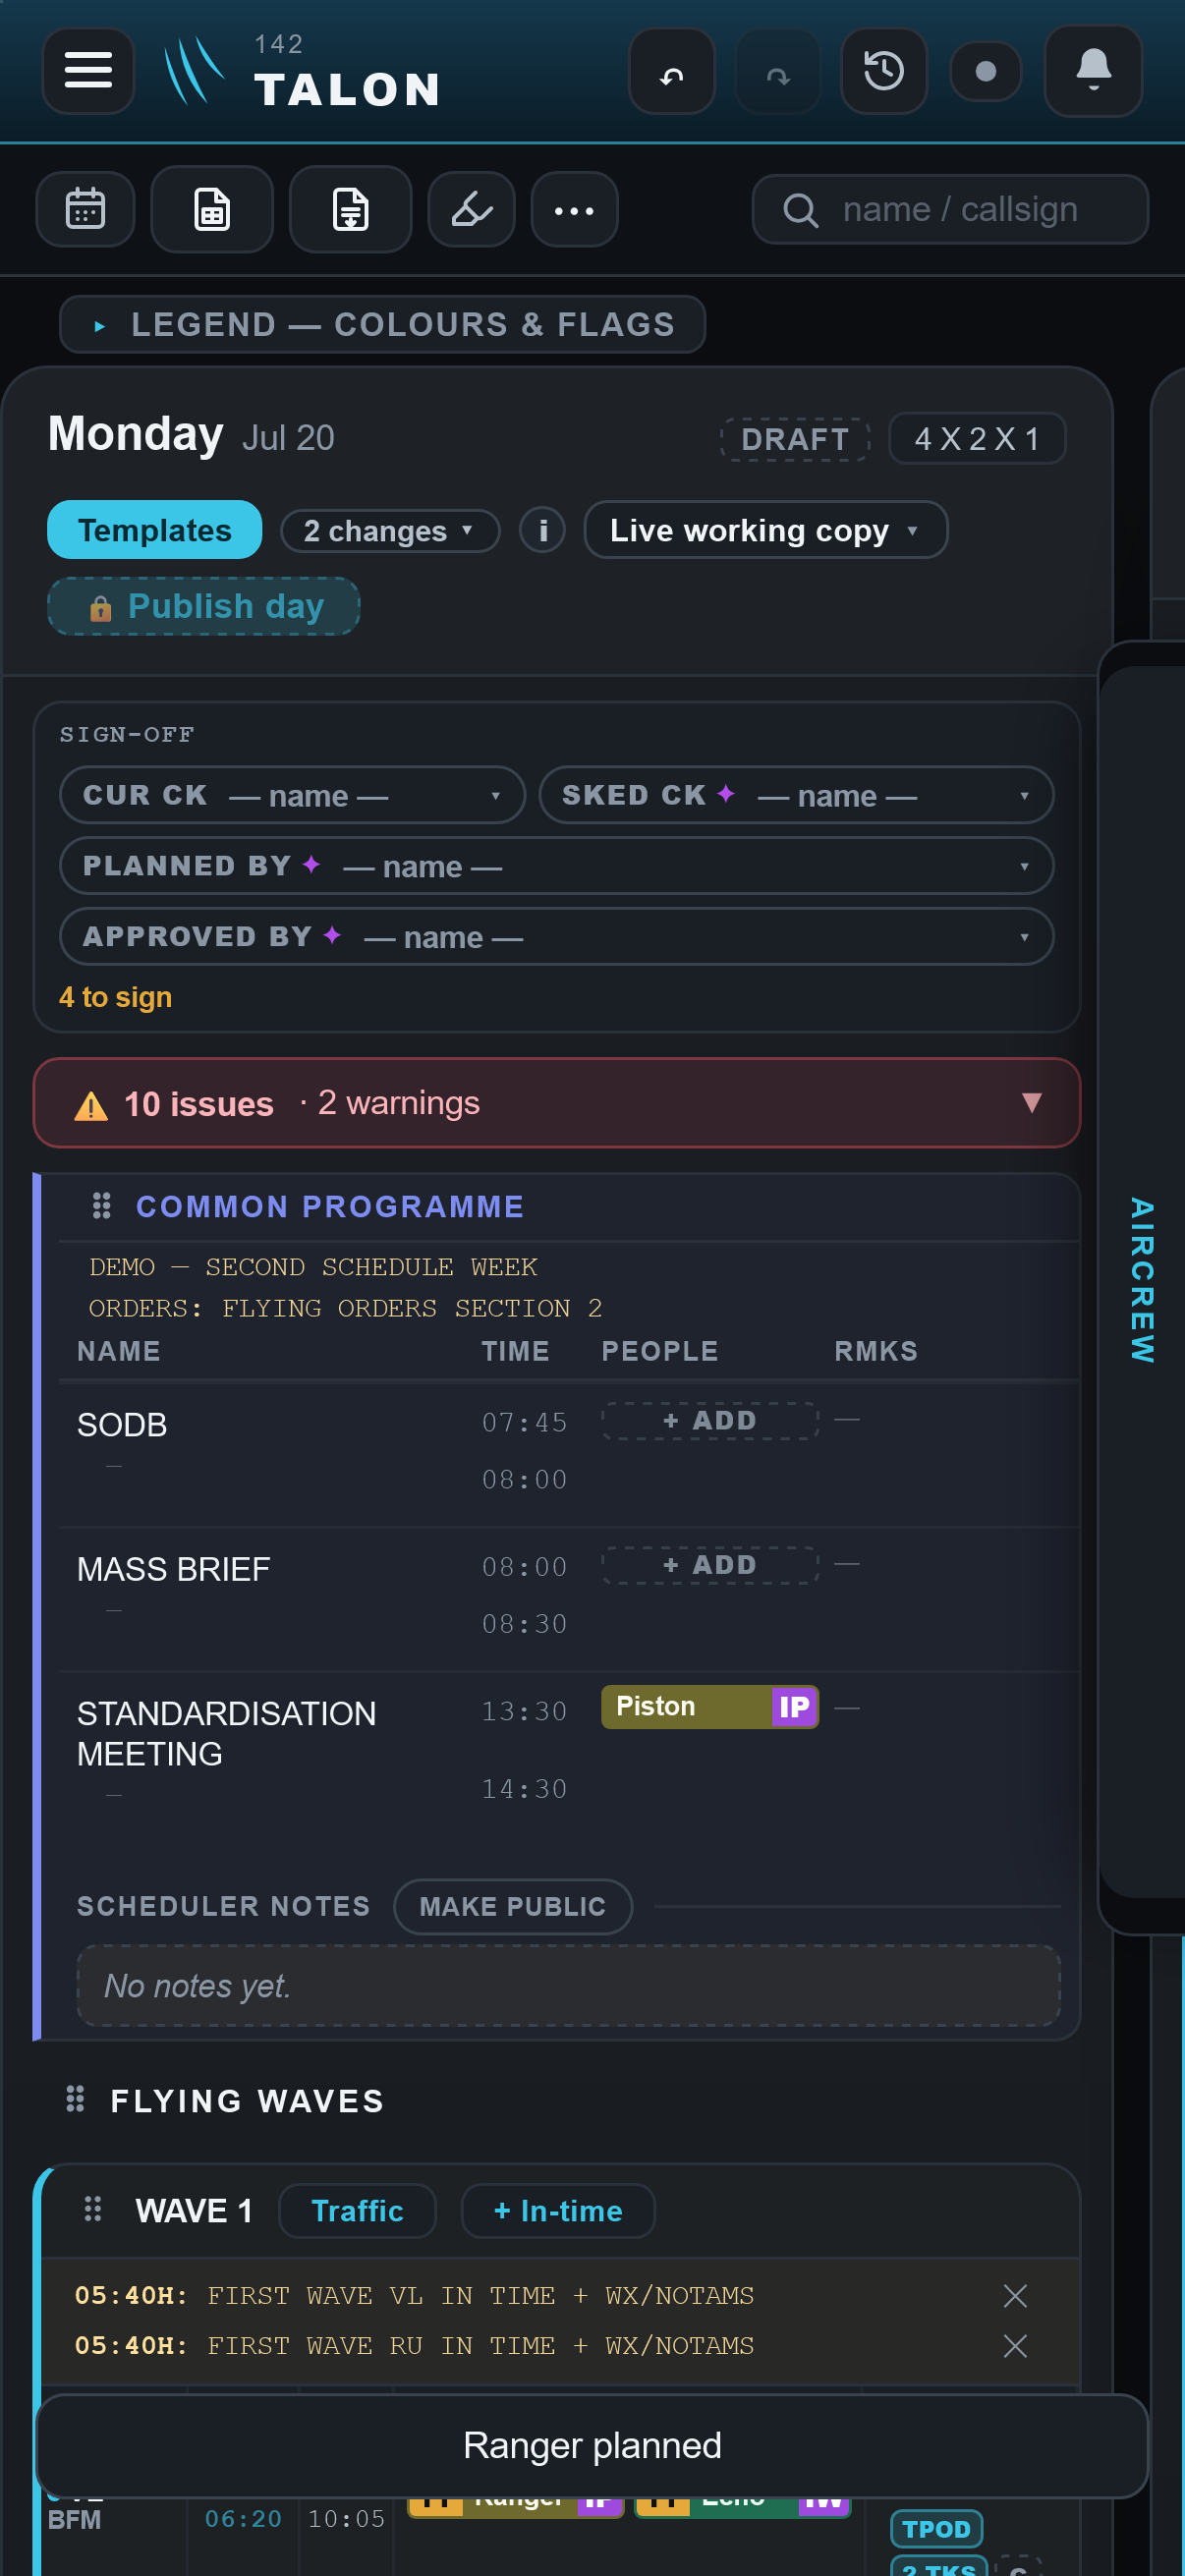 142
TALON
name / callsign
▸ LEGEND — COLOURS & FLAGS
Monday Jul 20 DRAFT 4 X 2 X 1
Templates 2 changes ▾ i Live working copy ▾
Publish day
SIGN-OFF
CUR CK — name — ▾ SKED CK ✦ — name — ▾
PLANNED BY ✦ — name — ▾
APPROVED BY ✦ — name — ▾
4 to sign
10 issues · 2 warnings ▼
COMMON PROGRAMME
DEMO — SECOND SCHEDULE WEEK
ORDERS: FLYING ORDERS SECTION 2
NAME TIME PEOPLE RMKS
SODB 07:45 + ADD —
— 08:00
MASS BRIEF 08:00 + ADD —
— 08:30
STANDARDISATION 13:30 Piston IP —
MEETING
— 14:30
SCHEDULER NOTES MAKE PUBLIC
No notes yet.
AIRCREW
FLYING WAVES
WAVE 1 Traffic + In-time
05:40H: FIRST WAVE VL IN TIME + WX/NOTAMS
05:40H: FIRST WAVE RU IN TIME + WX/NOTAMS
Ranger planned
BFM 06:20 10:05 Ranger IP Echo IW
TPOD
2 TKS